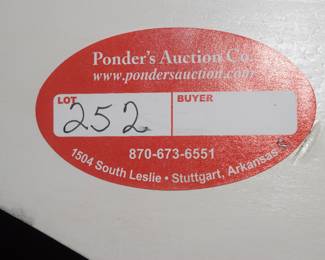 Ponder's Auction Co.
www.pondersauction.com
LOT
252
BUYER
870-673-6551
1504 South Leslie • Stuttgart, Arkansas